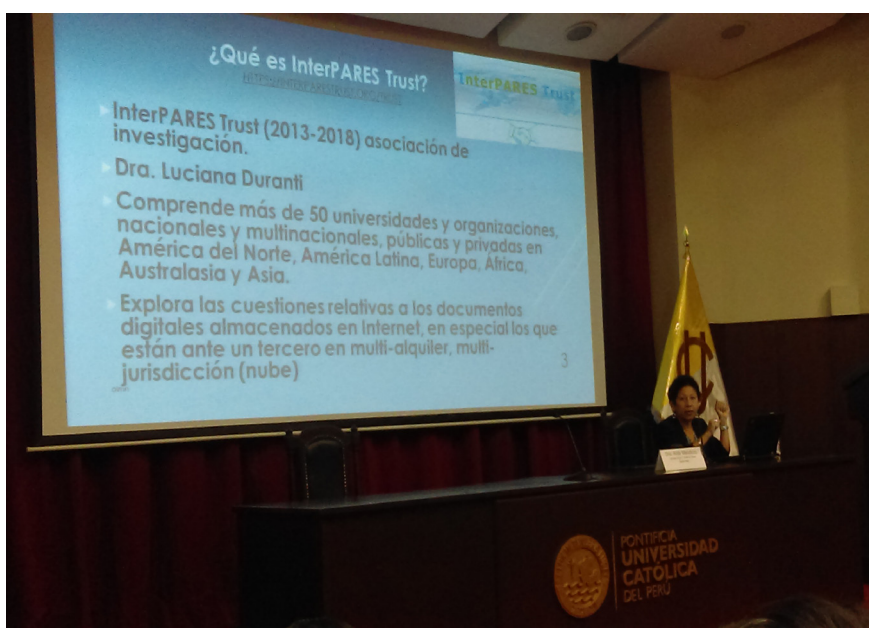 ¿Qué es InterPARES Trust?
InterPARES Trust
InterPARES Trust (2013-2018) asociación de
investigación.
Dra. Luciana Duranti
Comprende más de 50 universidades y organizaciones,
nacionales y multinacionales, públicas y privadas en
América del Norte, América Latina, Europa, África,
Australasia y Asia.
Explora las cuestiones relativas a los documentos
digitales almacenados en Internet, en especial los que
están ante un tercero en multi-alquiler, multi-
jurisdicción (nube)
3
PONTIFICIA
UNIVERSIDAD
CATÓLICA
DEL PERÚ